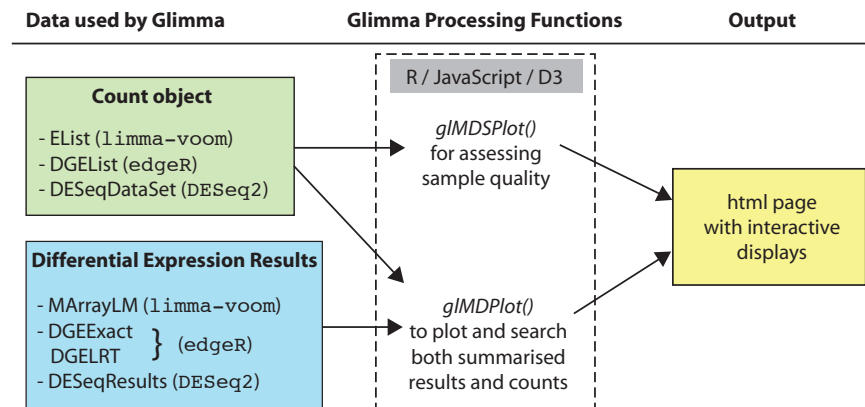 Data used by Glimma
Glimma Processing Functions
Output
Count object
- EList (limma-voom)
- DGEList (edgeR)
- DESeqDataSet (DESeq2)
Differential Expression Results
- MArrayLM (limma-voom)
- DGEExact
DGELRT } (edgeR)
- DESeqResults (DESeq2)
R / JavaScript / D3
glMDSPlot()
for assessing
sample quality
glMDPlot()
to plot and search
both summarised
results and counts
html page
with interactive
displays